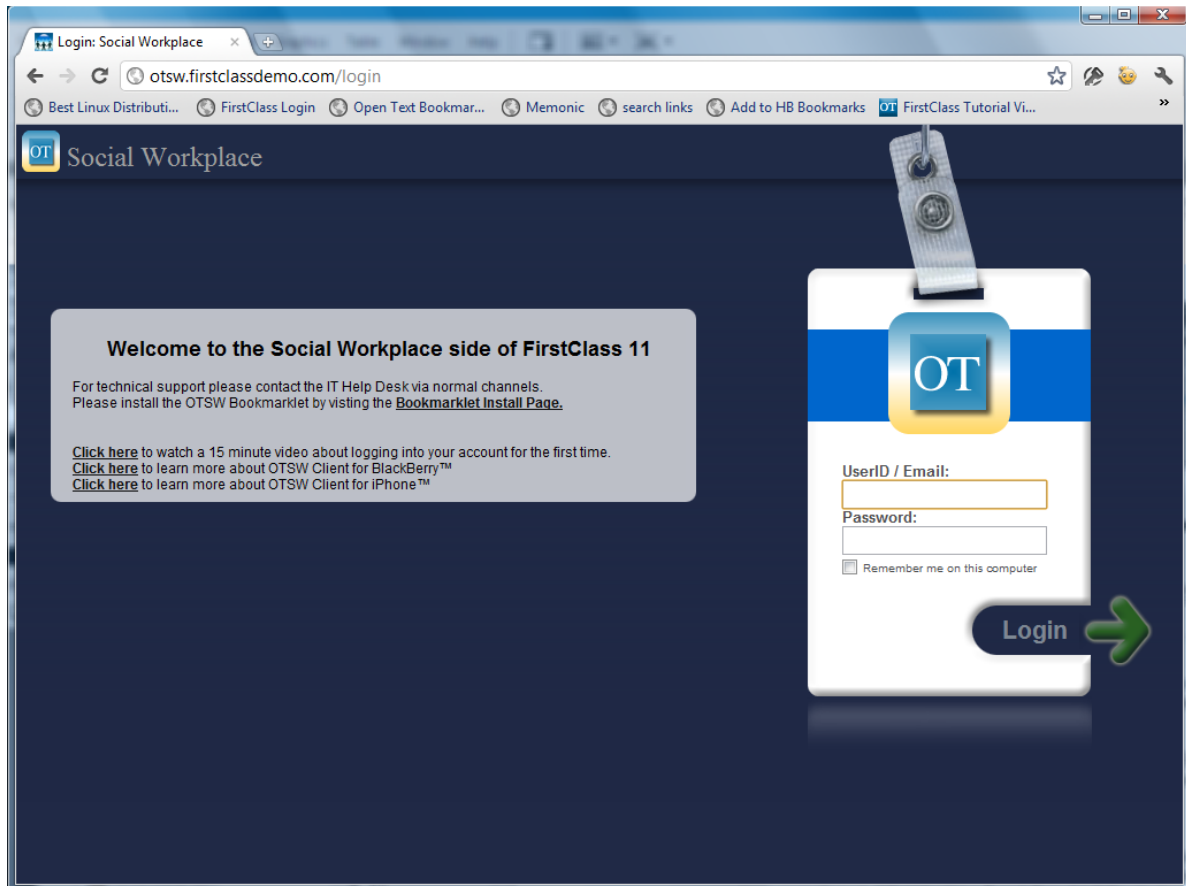 Login: Social Workplace
otsw.firstclassdemo.com/login
Best Linux Distributi... FirstClass Login Open Text Bookmar... Memonic search links Add to HB Bookmarks OT FirstClass Tutorial Vi... »
OT Social Workplace
Welcome to the Social Workplace side of FirstClass 11
For technical support please contact the IT Help Desk via normal channels.
Please install the OTSW Bookmarklet by visting the Bookmarklet Install Page.
Click here to watch a 15 minute video about logging into your account for the first time.
Click here to learn more about OTSW Client for BlackBerry™
Click here to learn more about OTSW Client for iPhone™
OT
UserID / Email:
Password:
Remember me on this computer
Login